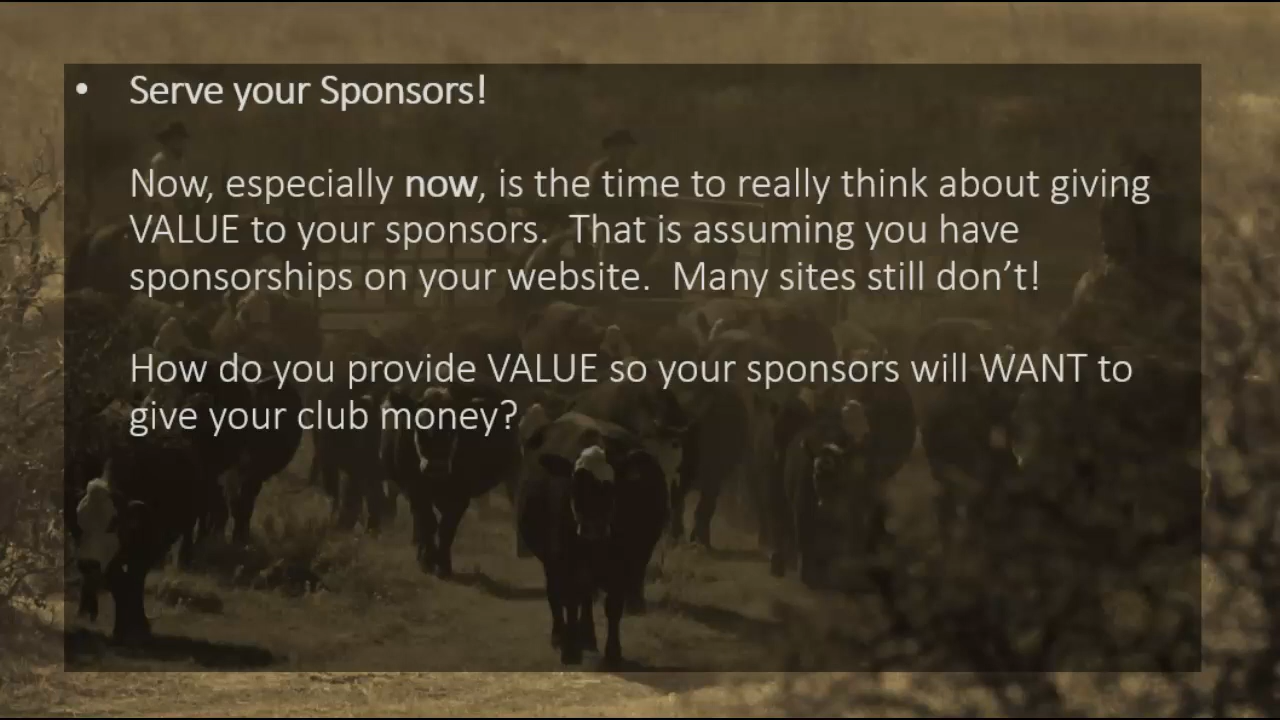 • Serve your Sponsors!
Now, especially now, is the time to really think about giving
VALUE to your sponsors.  That is assuming you have
sponsorships on your website.  Many sites still don’t!
How do you provide VALUE so your sponsors will WANT to
give your club money?